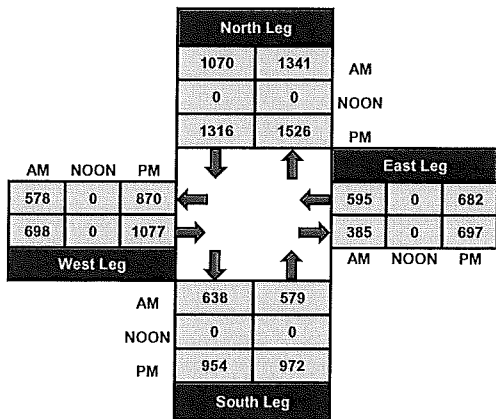 North Leg
1070 1341 AM
0 0 NOON
1316 1526 PM
AM NOON PM East Leg
578 0 870 595 0 682
698 0 1077 385 0 697
West Leg AM NOON PM
AM 638 579
NOON 0 0
PM 954 972
South Leg